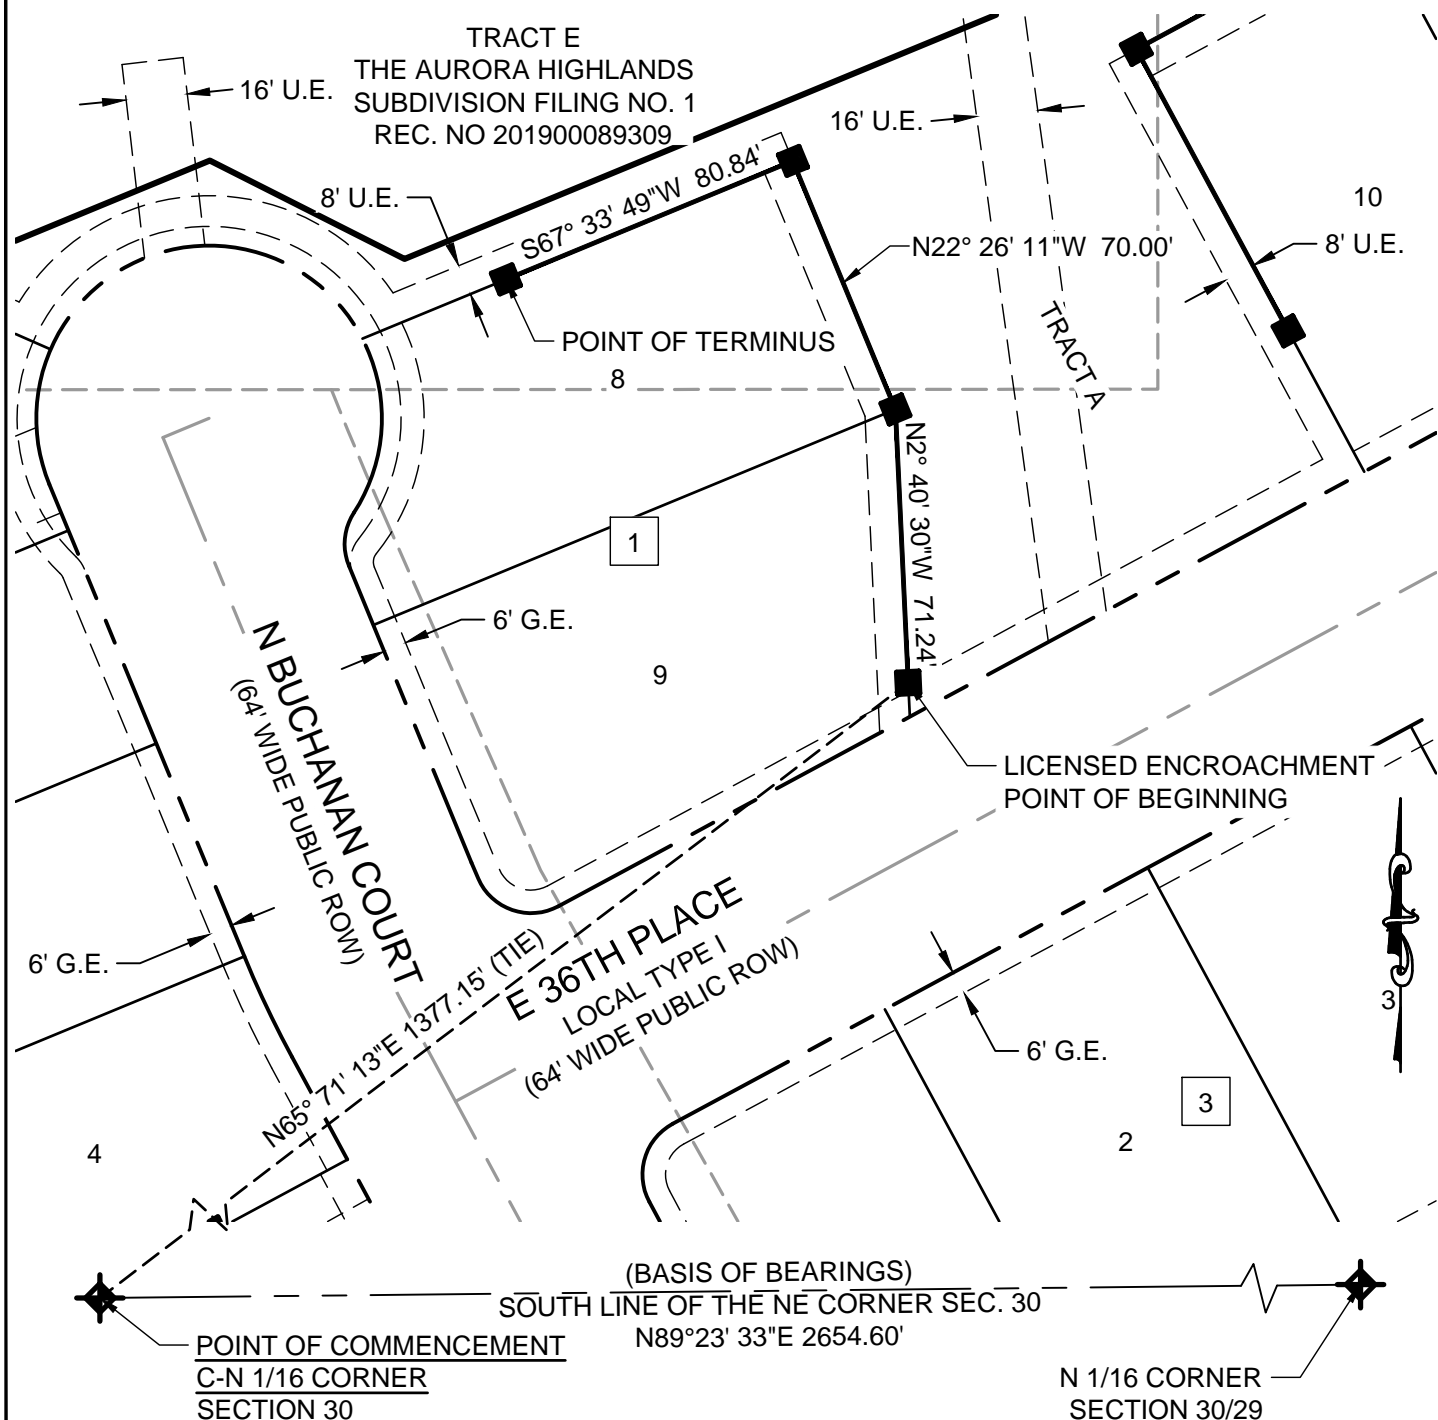 TRACT E
THE AURORA HIGHLANDS
SUBDIVISION FILING NO. 1
REC. NO 201900089309
16' U.E.
16' U.E.
8' U.E.
S67° 33' 49"W 80.84'
10
N22° 26' 11"W 70.00'
8' U.E.
POINT OF TERMINUS
TRACT A
8
N2° 40' 30"W 71.24'
1
6' G.E.
9
N BUCHANAN COURT
(64' WIDE PUBLIC ROW)
LICENSED ENCROACHMENT
POINT OF BEGINNING
E 36TH PLACE
LOCAL TYPE I
(64' WIDE PUBLIC ROW)
6' G.E.
N65° 71' 13"E 1377.15' (TIE)
3
6' G.E.
3
2
4
(BASIS OF BEARINGS)
SOUTH LINE OF THE NE CORNER SEC. 30
N89°23' 33"E 2654.60'
POINT OF COMMENCEMENT
C-N 1/16 CORNER
SECTION 30
N 1/16 CORNER
SECTION 30/29